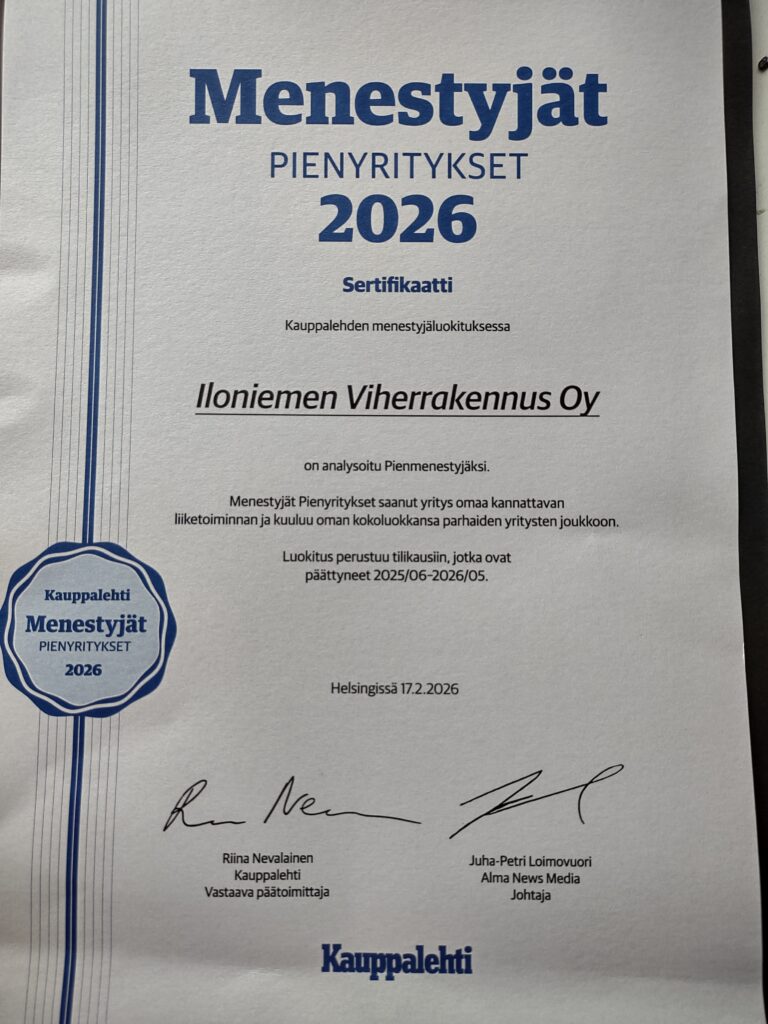 Menestyjät
PIENYRITYKSET
2026
Sertifikaatti
Kauppalehden menestyjäluokituksessa
Iloniemen Viherrakennus Oy
on analysoitu Pienmenestyjäksi.
Menestyjät Pienyritykset saanut yritys omaa kannattavan
liiketoiminnan ja kuuluu oman kokoluokkansa parhaiden yritysten joukkoon.
Luokitus perustuu tilikausiin, jotka ovat
päättyneet 2025/06-2026/05.
Kauppalehti
Menestyjät
PIENYRITYKSET
2026
Helsingissä 17.2.2026
Riina Nevalainen
Kauppalehti
Vastaava päätoimittaja
Juha-Petri Loimovuori
Alma News Media
Johtaja
Kauppalehti